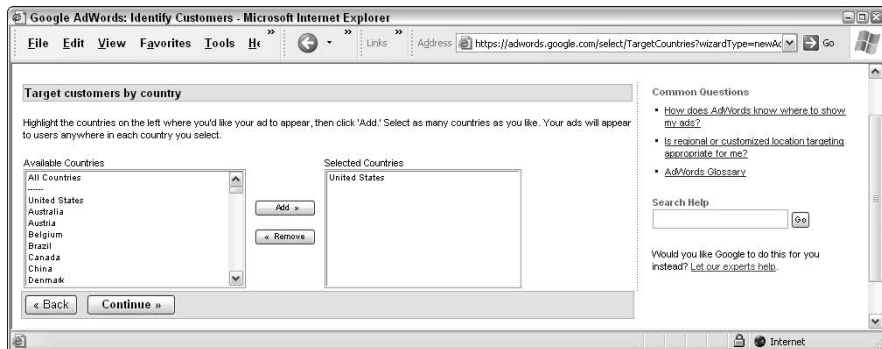 Google AdWords: Identify Customers - Microsoft Internet Explorer
File Edit View Favorites Tools He » » Links » Address https://adwords.google.com/select/TargetCountries?wizardType=newAc Go
Target customers by country
Highlight the countries on the left where you'd like your ad to appear, then click 'Add.' Select as many countries as you like. Your ads will appear
to users anywhere in each country you select.
Available Countries
All Countries
------
United States
Australia
Austria
Belgium
Brazil
Canada
China
Denmark
Add »
« Remove
Selected Countries
United States
« Back Continue »
Common Questions
• How does AdWords know where to show
my ads?
• Is regional or customized location targeting
appropriate for me?
• AdWords Glossary
Search Help
Go
Would you like Google to do this for you
instead? Let our experts help.
Internet